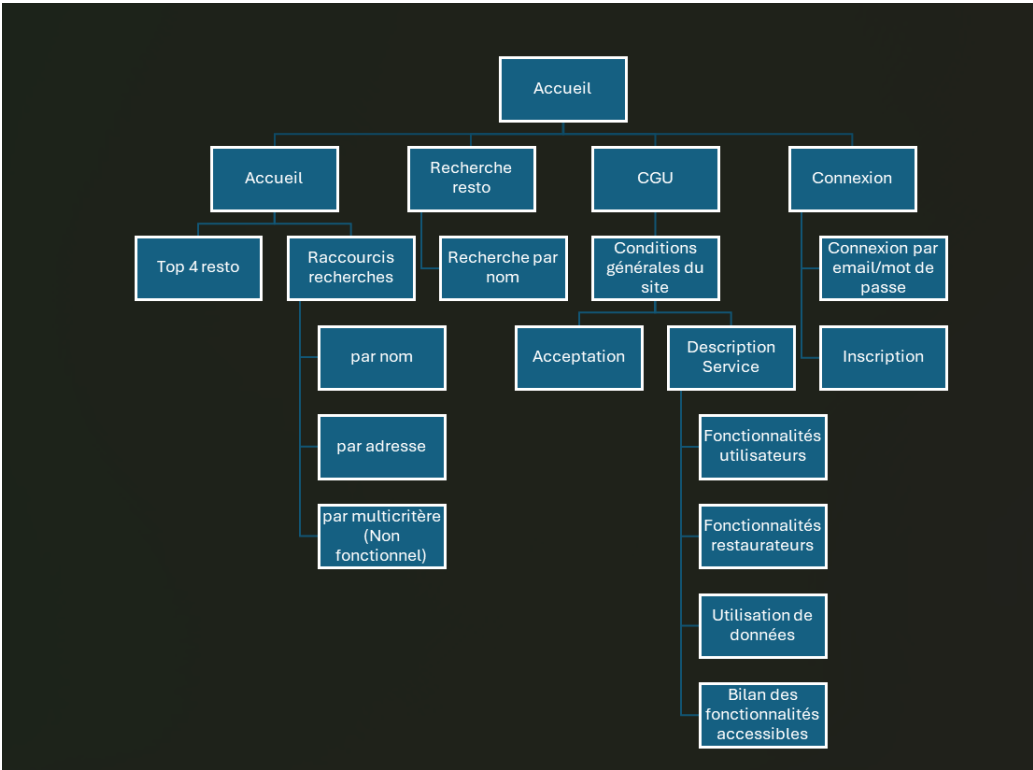 Accueil
Accueil
Recherche
resto
CGU
Connexion
Top 4 resto
Raccourcis
recherches
Recherche par
nom
Conditions
générales du
site
Connexion par
email/mot de
passe
par nom
Acceptation
Description
Service
Inscription
par adresse
Fonctionnalités
utilisateurs
par multicritère
(Non
fonctionnel)
Fonctionnalités
restaurateurs
Utilisation de
données
Bilan des
fonctionnalités
accessibles